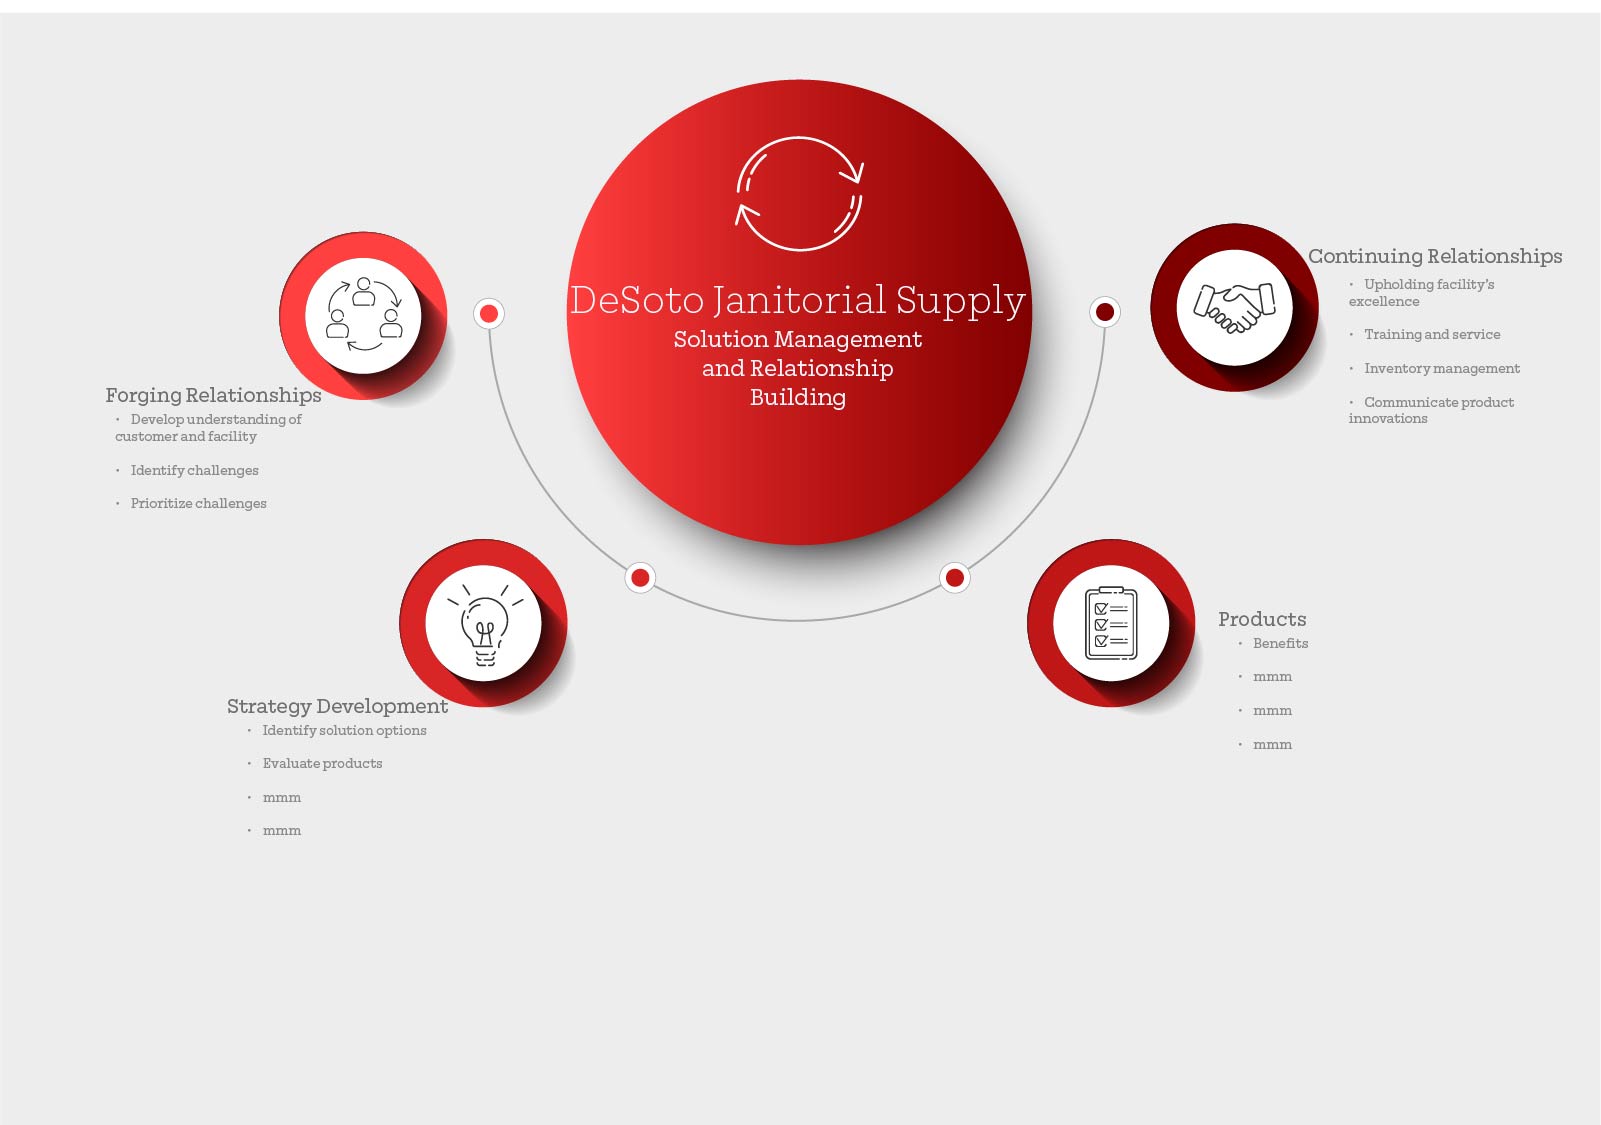 DeSoto Janitorial Supply
Solution Management
and Relationship
Building
Forging Relationships
• Develop understanding of
customer and facility
• Identify challenges
• Prioritize challenges
Strategy Development
• Identify solution options
• Evaluate products
• mmm
• mmm
Products
• Benefits
• mmm
• mmm
• mmm
Continuing Relationships
• Upholding facility's
excellence
• Training and service
• Inventory management
• Communicate product
innovations